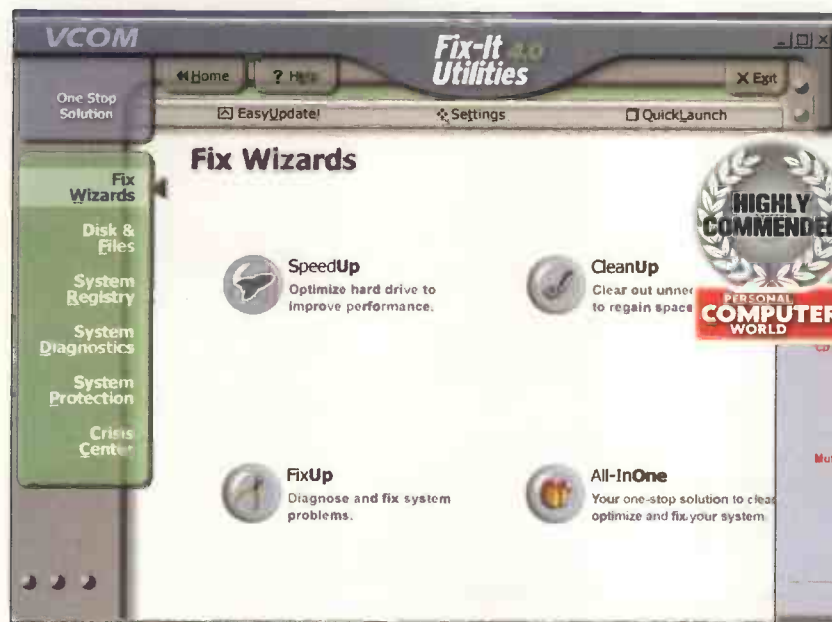 VCOM
Fix-It 4.0
Utilities
One Stop
Solution
Home
? Help
Exit
EasyUpdate!
Settings
QuickLaunch
Fix Wizards
Fix
Wizards
Disk &
Files
System
Registry
System
Diagnostics
System
Protection
Crisis
Center
SpeedUp
Optimize hard drive to
improve performance.
CleanUp
Clear out
to regain space
HIGHLY
COMMENDED
PERSONAL
COMPUTER
WORLD
CD
FixUp
Diagnose and fix system
problems.
All-InOne
Your one-stop solution to
optimize and fix your system